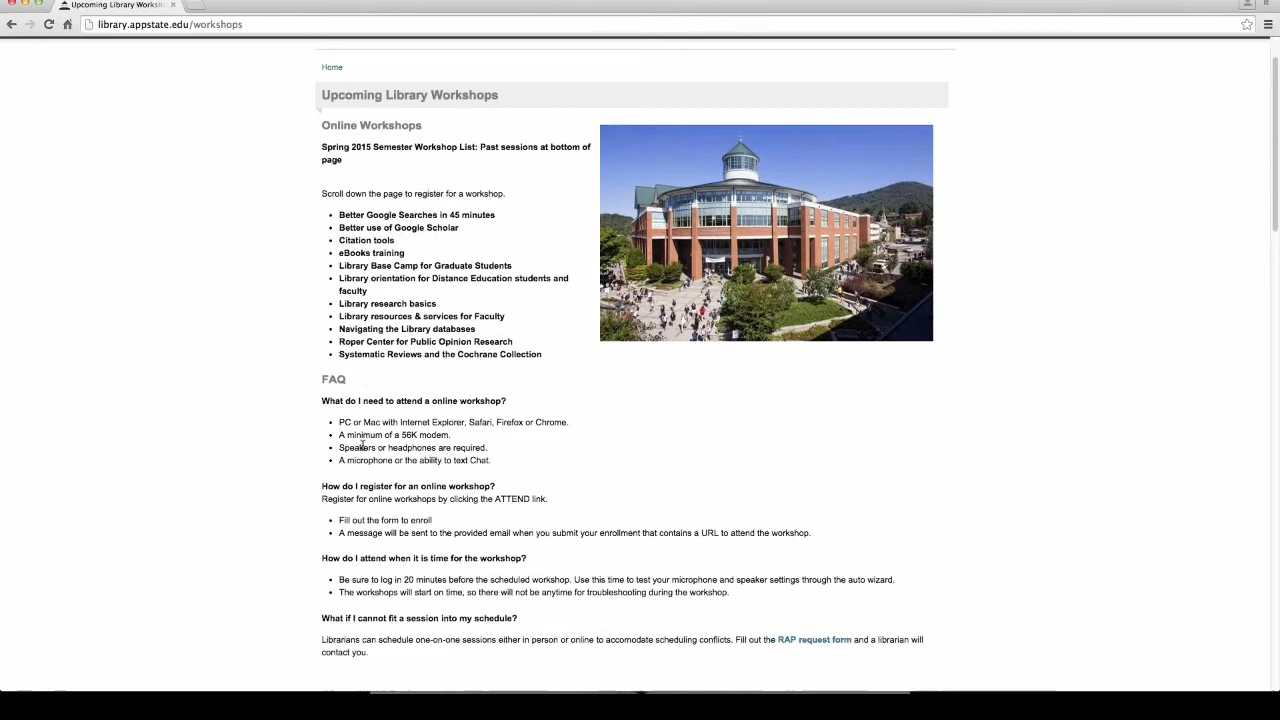 Upcoming Library Worksh
library.appstate.edu/workshops
Home
Upcoming Library Workshops
Online Workshops
Spring 2015 Semester Workshop List: Past sessions at bottom of
page
Scroll down the page to register for a workshop.
Better Google Searches in 45 minutes
Better use of Google Scholar
Citation tools
eBooks training
Library Base Camp for Graduate Students
Library orientation for Distance Education students and
faculty
Library research basics
Library resources & services for Faculty
Navigating the Library databases
Roper Center for Public Opinion Research
Systematic Reviews and the Cochrane Collection
FAQ
What do I need to attend a online workshop?
PC or Mac with Internet Explorer, Safari, Firefox or Chrome.
A minimum of a 56K modem.
Speakers or headphones are required.
A microphone or the ability to text Chat.
How do I register for an online workshop?
Register for online workshops by clicking the ATTEND link.
Fill out the form to enroll
A message will be sent to the provided email when you submit your enrollment that contains a URL to attend the workshop.
How do I attend when it is time for the workshop?
Be sure to log in 20 minutes before the scheduled workshop. Use this time to test your microphone and speaker settings through the auto wizard.
The workshops will start on time, so there will not be anytime for troubleshooting during the workshop.
What if I cannot fit a session into my schedule?
Librarians can schedule one-on-one sessions either in person or online to accomodate scheduling conflicts. Fill out the RAP request form and a librarian will
contact you.